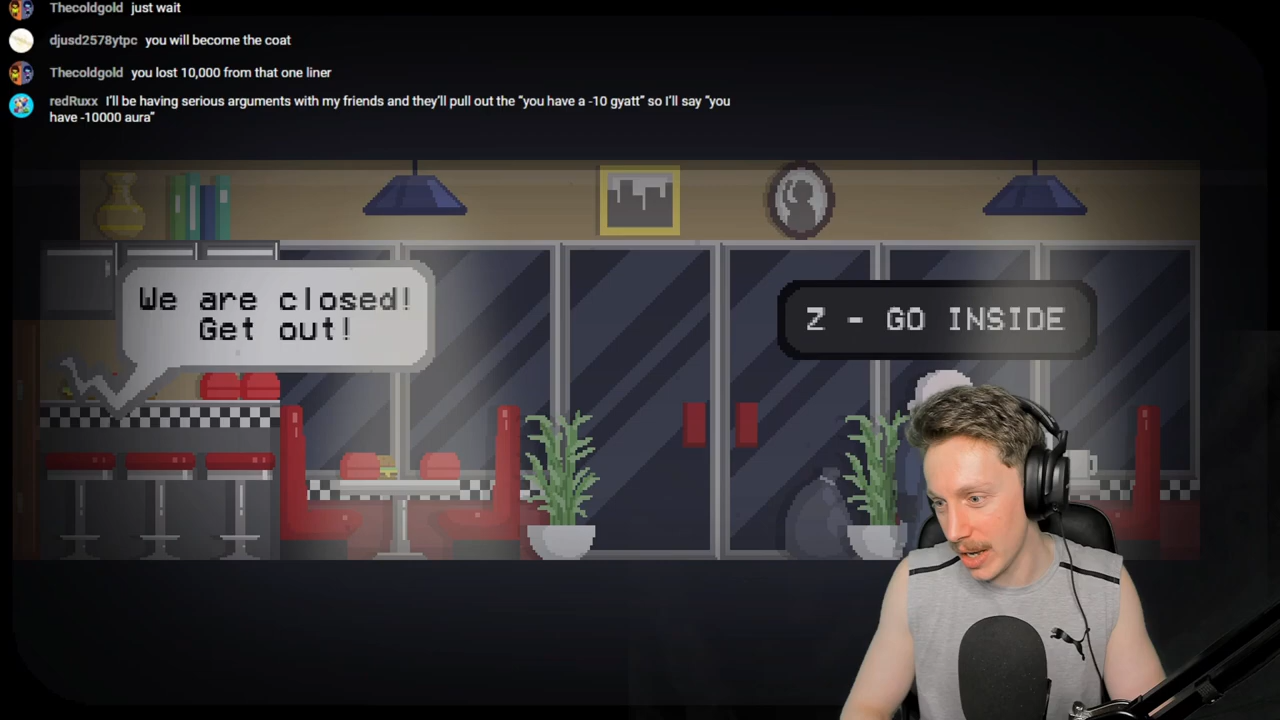 Thecoldgold just wait
djusd2578ytpc you will become the coat
Thecoldgold you lost 10,000 from that one liner
redRuxx I'll be having serious arguments with my friends and they'll pull out the “you have a -10 gyatt” so I'll say “you
have -10000 aura”
We are closed!
Get out!
Z - GO INSIDE